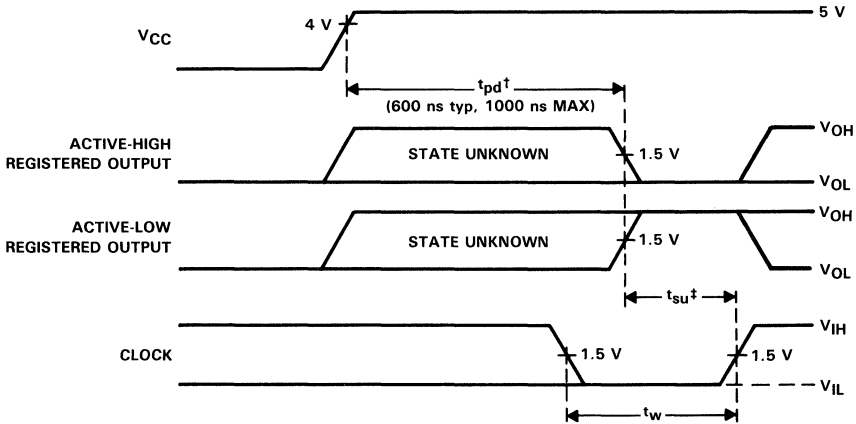 VCC
4 V
5 V
tpd†
(600 ns typ, 1000 ns MAX)
ACTIVE-HIGH
REGISTERED OUTPUT
STATE UNKNOWN
1.5 V
VOH
VOL
ACTIVE-LOW
REGISTERED OUTPUT
STATE UNKNOWN
1.5 V
VOH
VOL
tsu‡
CLOCK
1.5 V
1.5 V
VIH
VIL
tw